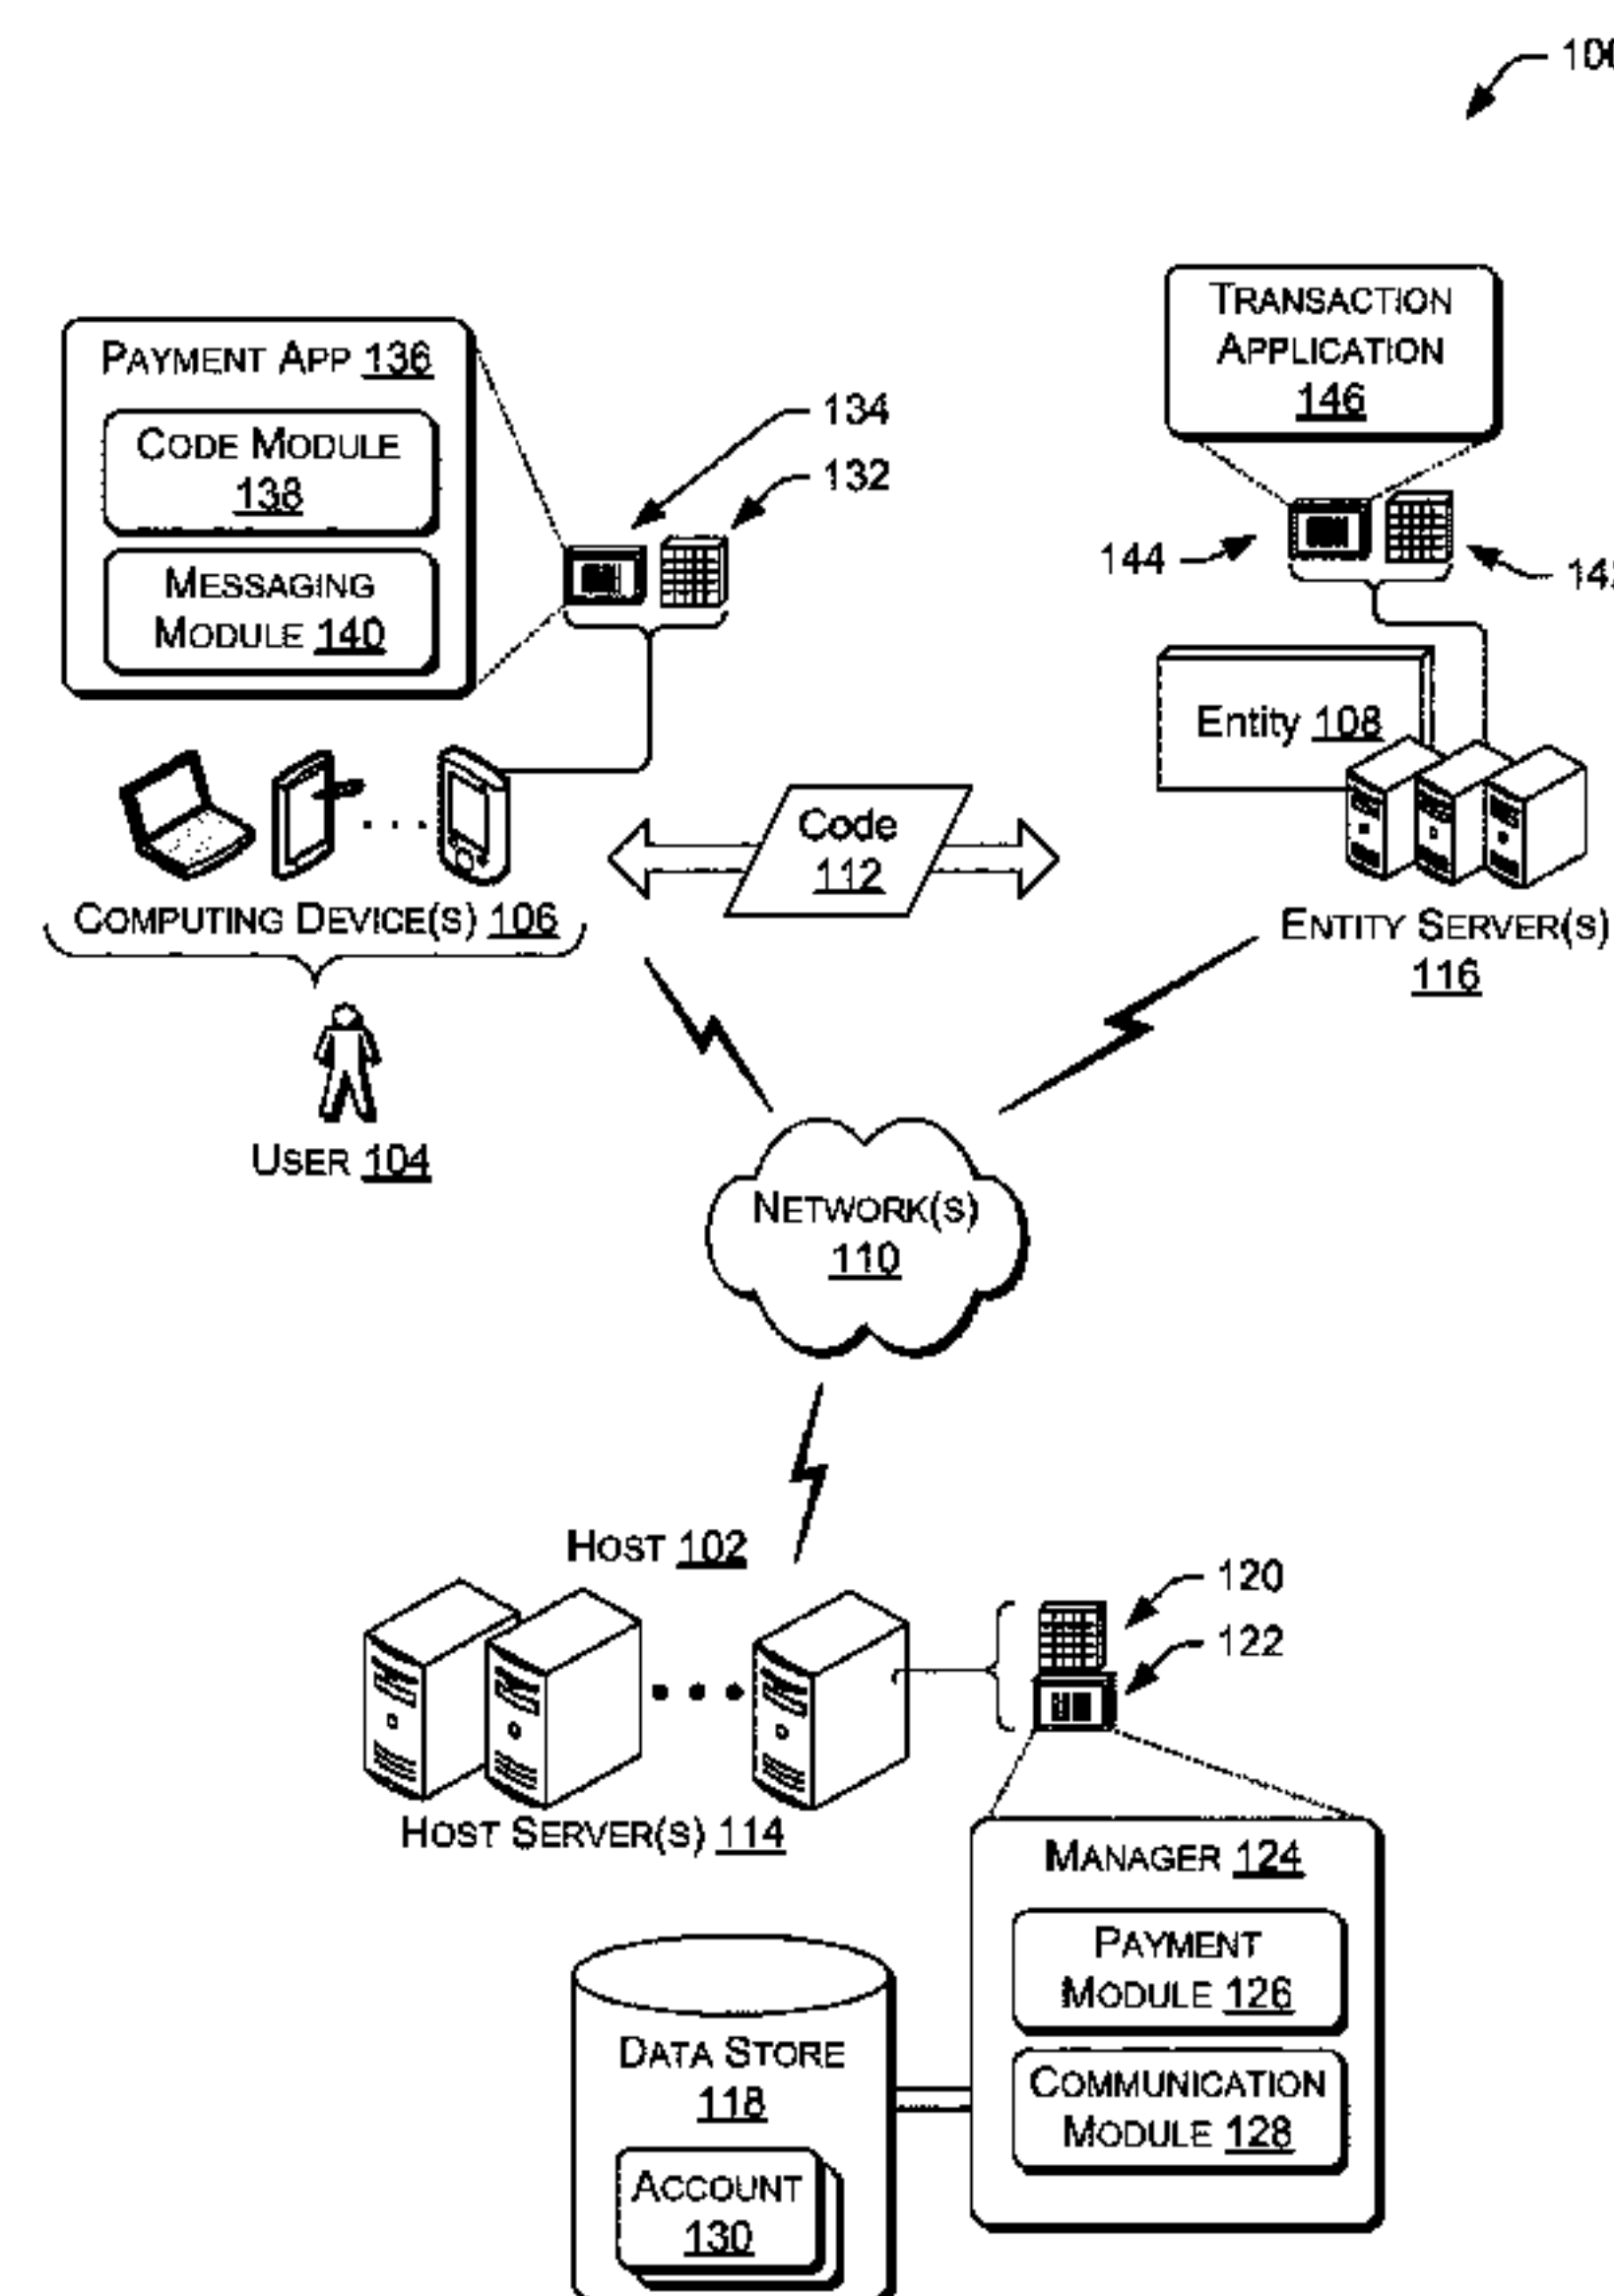 PAYMENT APP 136
CODE MODULE
138
MESSAGING
MODULE 140
134
132
TRANSACTION
APPLICATION
146
144
Entity 108
Code
112
COMPUTING DEVICE(S) 106
ENTITY SERVER(S)
116
USER 104
NETWORK(S)
110
HOST 102
120
122
HOST SERVER(S) 114
MANAGER 124
PAYMENT
MODULE 126
COMMUNICATION
MODULE 128
DATA STORE
118
ACCOUNT
130